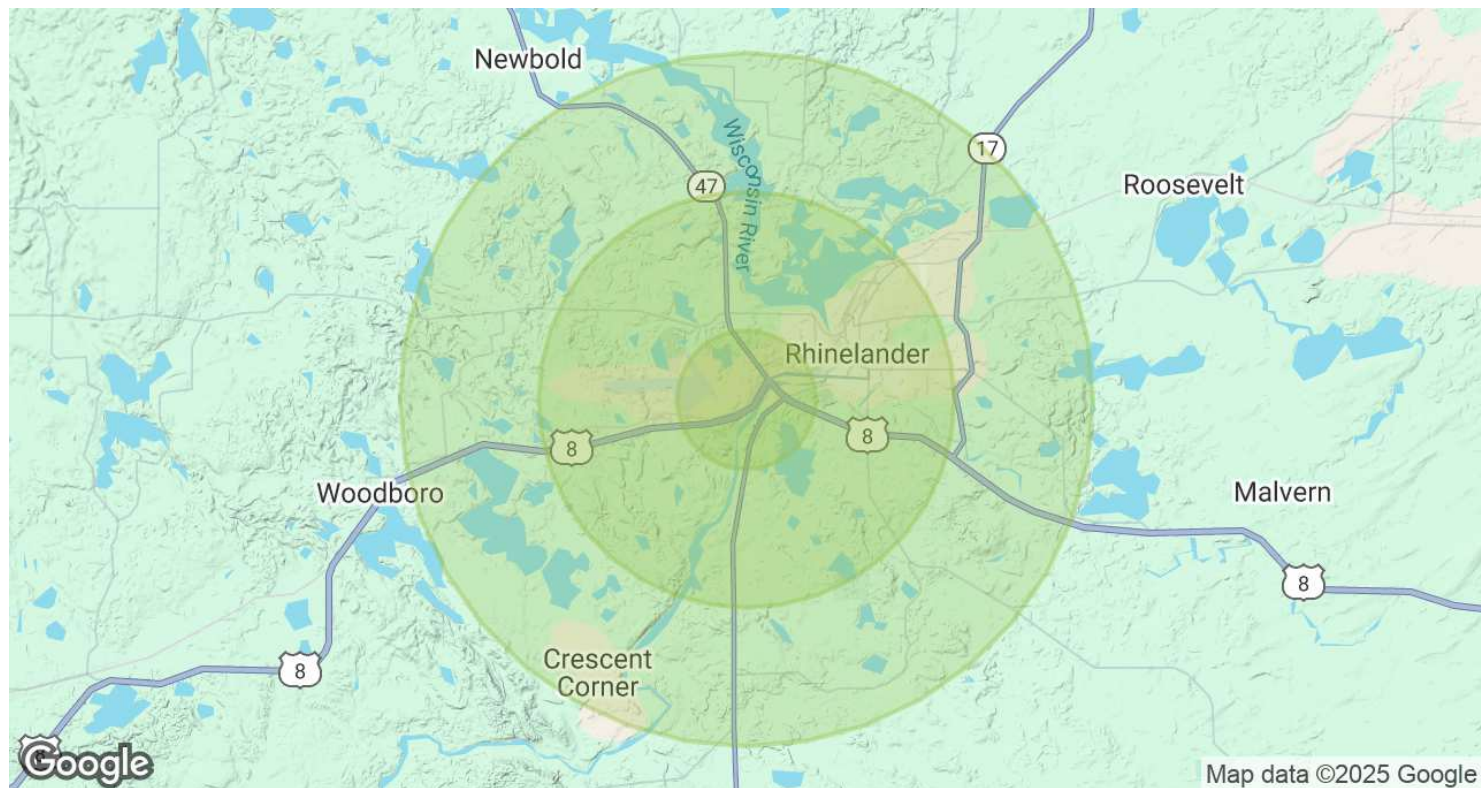 Newbold
17
47
Wisconsin River
Roosevelt
Rhinelander
8
8
Woodboro
Malvern
8
Crescent
Corner
8
8
Google
Map data ©2025 Google